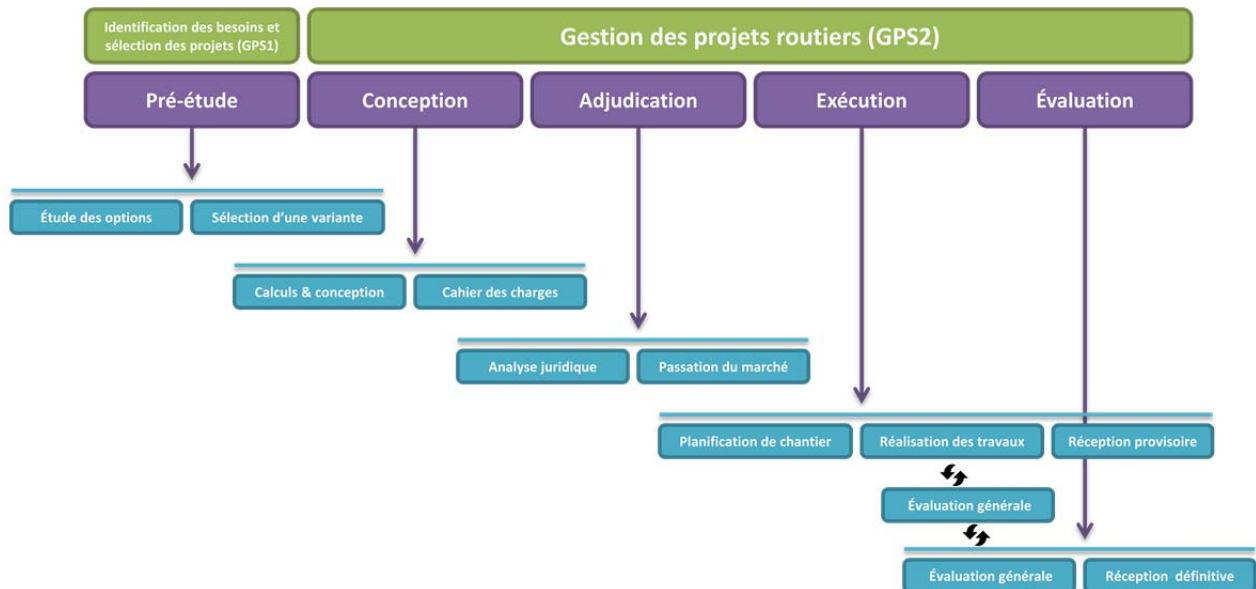 Identification des besoins et
sélection des projets (GPS1)
Gestion des projets routiers (GPS2)
Pré-étude
Conception
Adjudication
Exécution
Évaluation
Étude des options
Sélection d'une variante
Calculs & conception
Cahier des charges
Analyse juridique
Passation du marché
Planification de chantier
Réalisation des travaux
Réception provisoire
Évaluation générale
Évaluation générale
Réception définitive